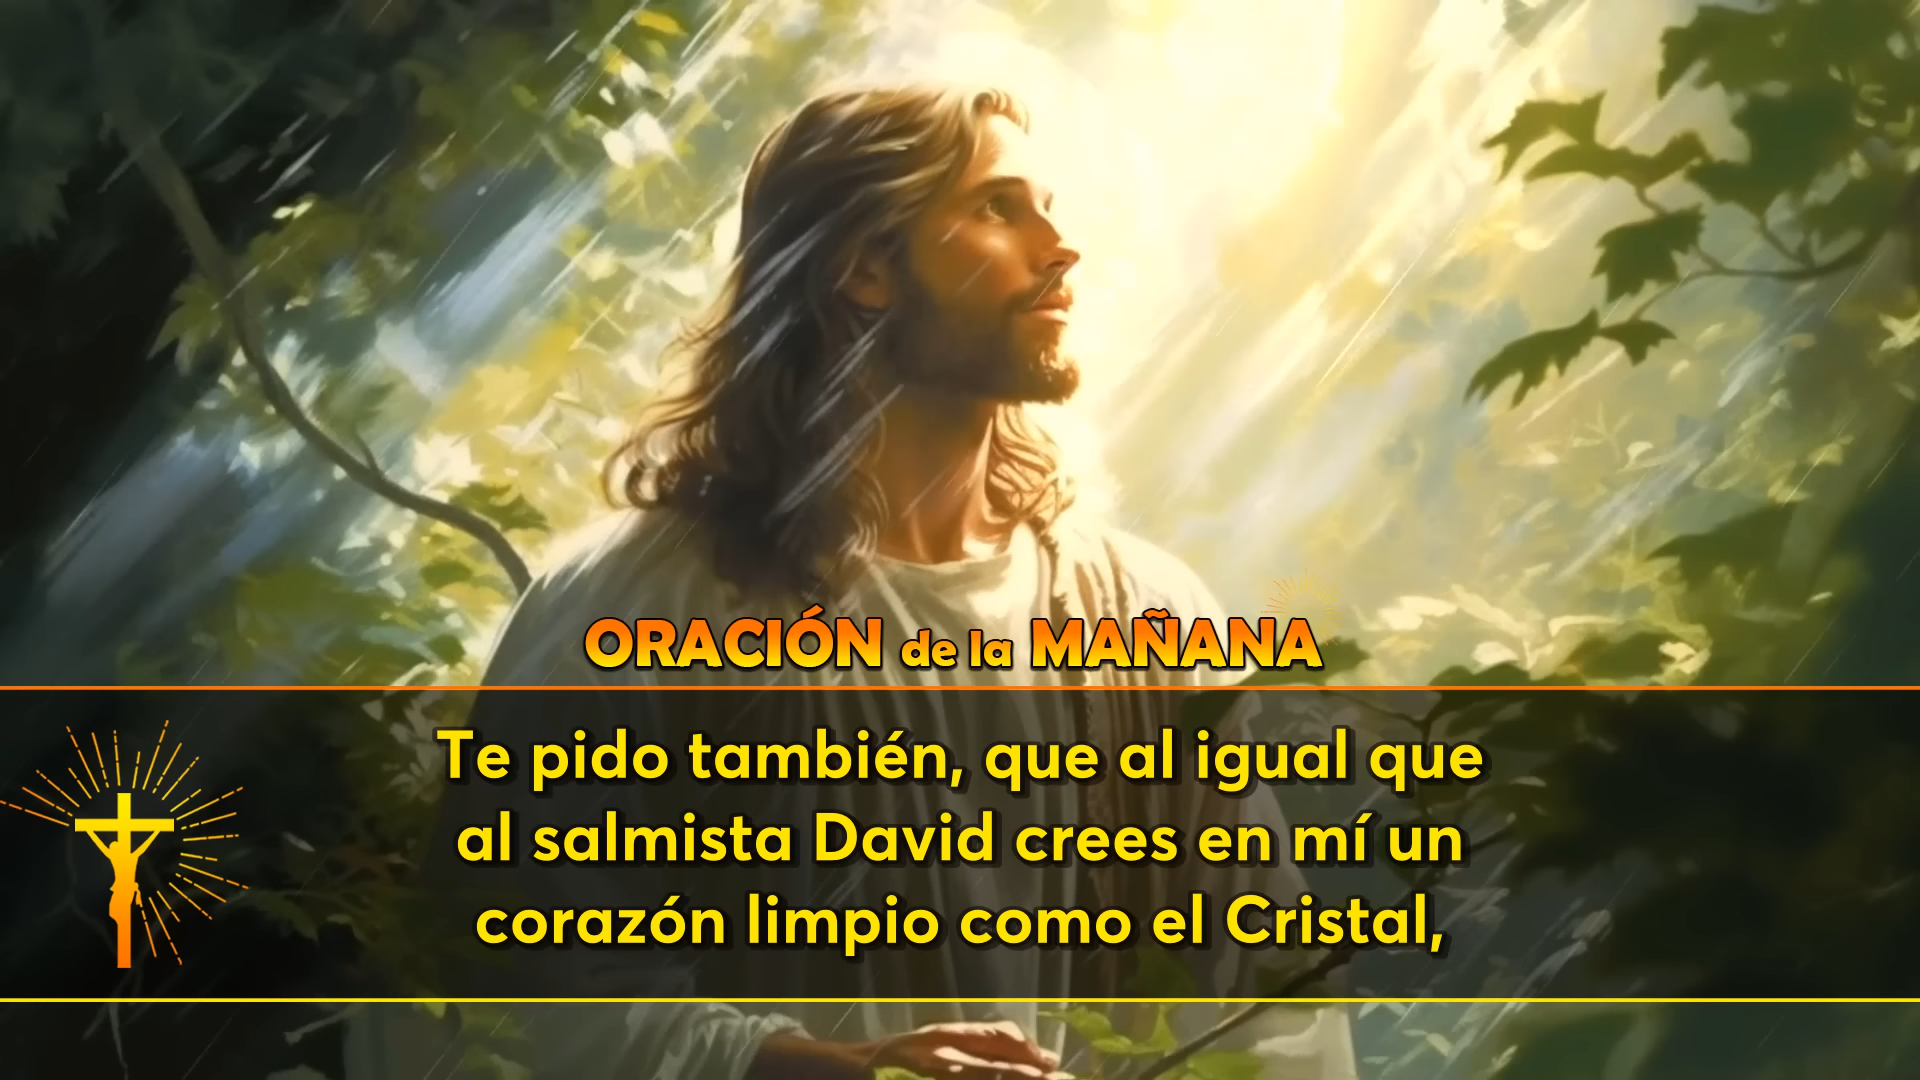 ORACIÓN de la MAÑANA
Te pido también, que al igual que
al salmista David crees en mí un
corazón limpio como el Cristal,